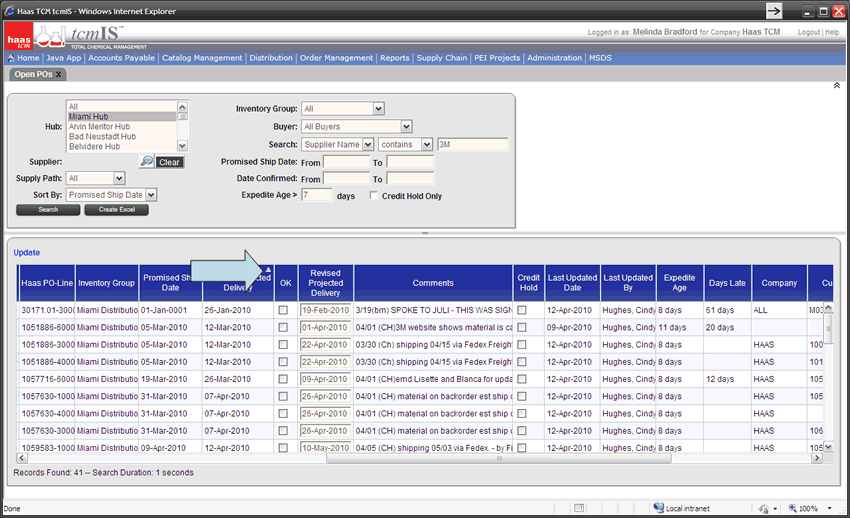 Haas TCM tcmIS - Windows Internet Explorer
haas tcm tcmIS™ TOTAL CHEMICAL MANAGEMENT
Logged in as: Melinda Bradford for Company Haas TCM Logout | Help
Home | Java App | Accounts Payable | Catalog Management | Distribution | Order Management | Reports | Supply Chain | PEI Projects | Administration | MSDS
Open POs x
Hub: All
Miami Hub
Arvin Meritor Hub
Bad Neustadt Hub
Belvidere Hub
Inventory Group: All
Buyer: All Buyers
Search: Supplier Name contains 3M
Supplier: Clear
Promised Ship Date: From To
Supply Path: All
Date Confirmed: From To
Sort By: Promised Ship Date
Expedite Age > 7 days Credit Hold Only
Search Create Excel
Update
Haas PO-Line Inventory Group Promised Date Delivery OK Revised Projected Delivery Comments Credit Hold Last Updated Date Last Updated By Expedite Age Days Late Company Cu
30171.01-3000 Miami Distributio 01-Jan-0001 26-Jan-2010 19-Feb-2010 3/19(bm) SPOKE TO JULI - THIS WAS SIGN 12-Apr-2010 Hughes, Cindy 8 days 61 days ALL M03
1051886-6000 Miami Distributio 05-Mar-2010 12-Mar-2010 01-Apr-2010 04/01 (CH)3M website shows material is ca 09-Apr-2010 Hughes, Cindy 11 days 20 days
1051886-3000 Miami Distributio 05-Mar-2010 12-Mar-2010 22-Apr-2010 03/30 (Ch) shipping 04/15 via Fedex Freight 12-Apr-2010 Hughes, Cindy 8 days HAAS 100
1051886-4000 Miami Distributio 05-Mar-2010 12-Mar-2010 22-Apr-2010 03/30 (Ch) shipping 04/15 via Fedex Freight 12-Apr-2010 Hughes, Cindy 8 days HAAS 101
1057716-6000 Miami Distributio 19-Mar-2010 26-Mar-2010 09-Apr-2010 04/01 (CH)emd Lisette and Blanca for upda 12-Apr-2010 Hughes, Cindy 8 days 12 days HAAS 105
1057630-1000 Miami Distributio 31-Mar-2010 07-Apr-2010 26-Apr-2010 04/01 (CH) material on backorder est ship d 12-Apr-2010 Hughes, Cindy 8 days HAAS 105
1057630-4000 Miami Distributio 31-Mar-2010 07-Apr-2010 26-Apr-2010 04/01 (CH) material on backorder est ship d 12-Apr-2010 Hughes, Cindy 8 days HAAS
1057630-3000 Miami Distributio 31-Mar-2010 07-Apr-2010 26-Apr-2010 04/01 (CH) material on backorder est ship d 12-Apr-2010 Hughes, Cindy 8 days HAAS 106
1059583-1000 Miami Distributio 09-Apr-2010 12-Apr-2010 10-May-2010 04/05 (CH) shipping 05/03 via Fedex. - by Fi 12-Apr-2010 Hughes, Cindy 8 days HAAS 105
Records Found: 41 -- Search Duration: 1 seconds
Done Local intranet 100%